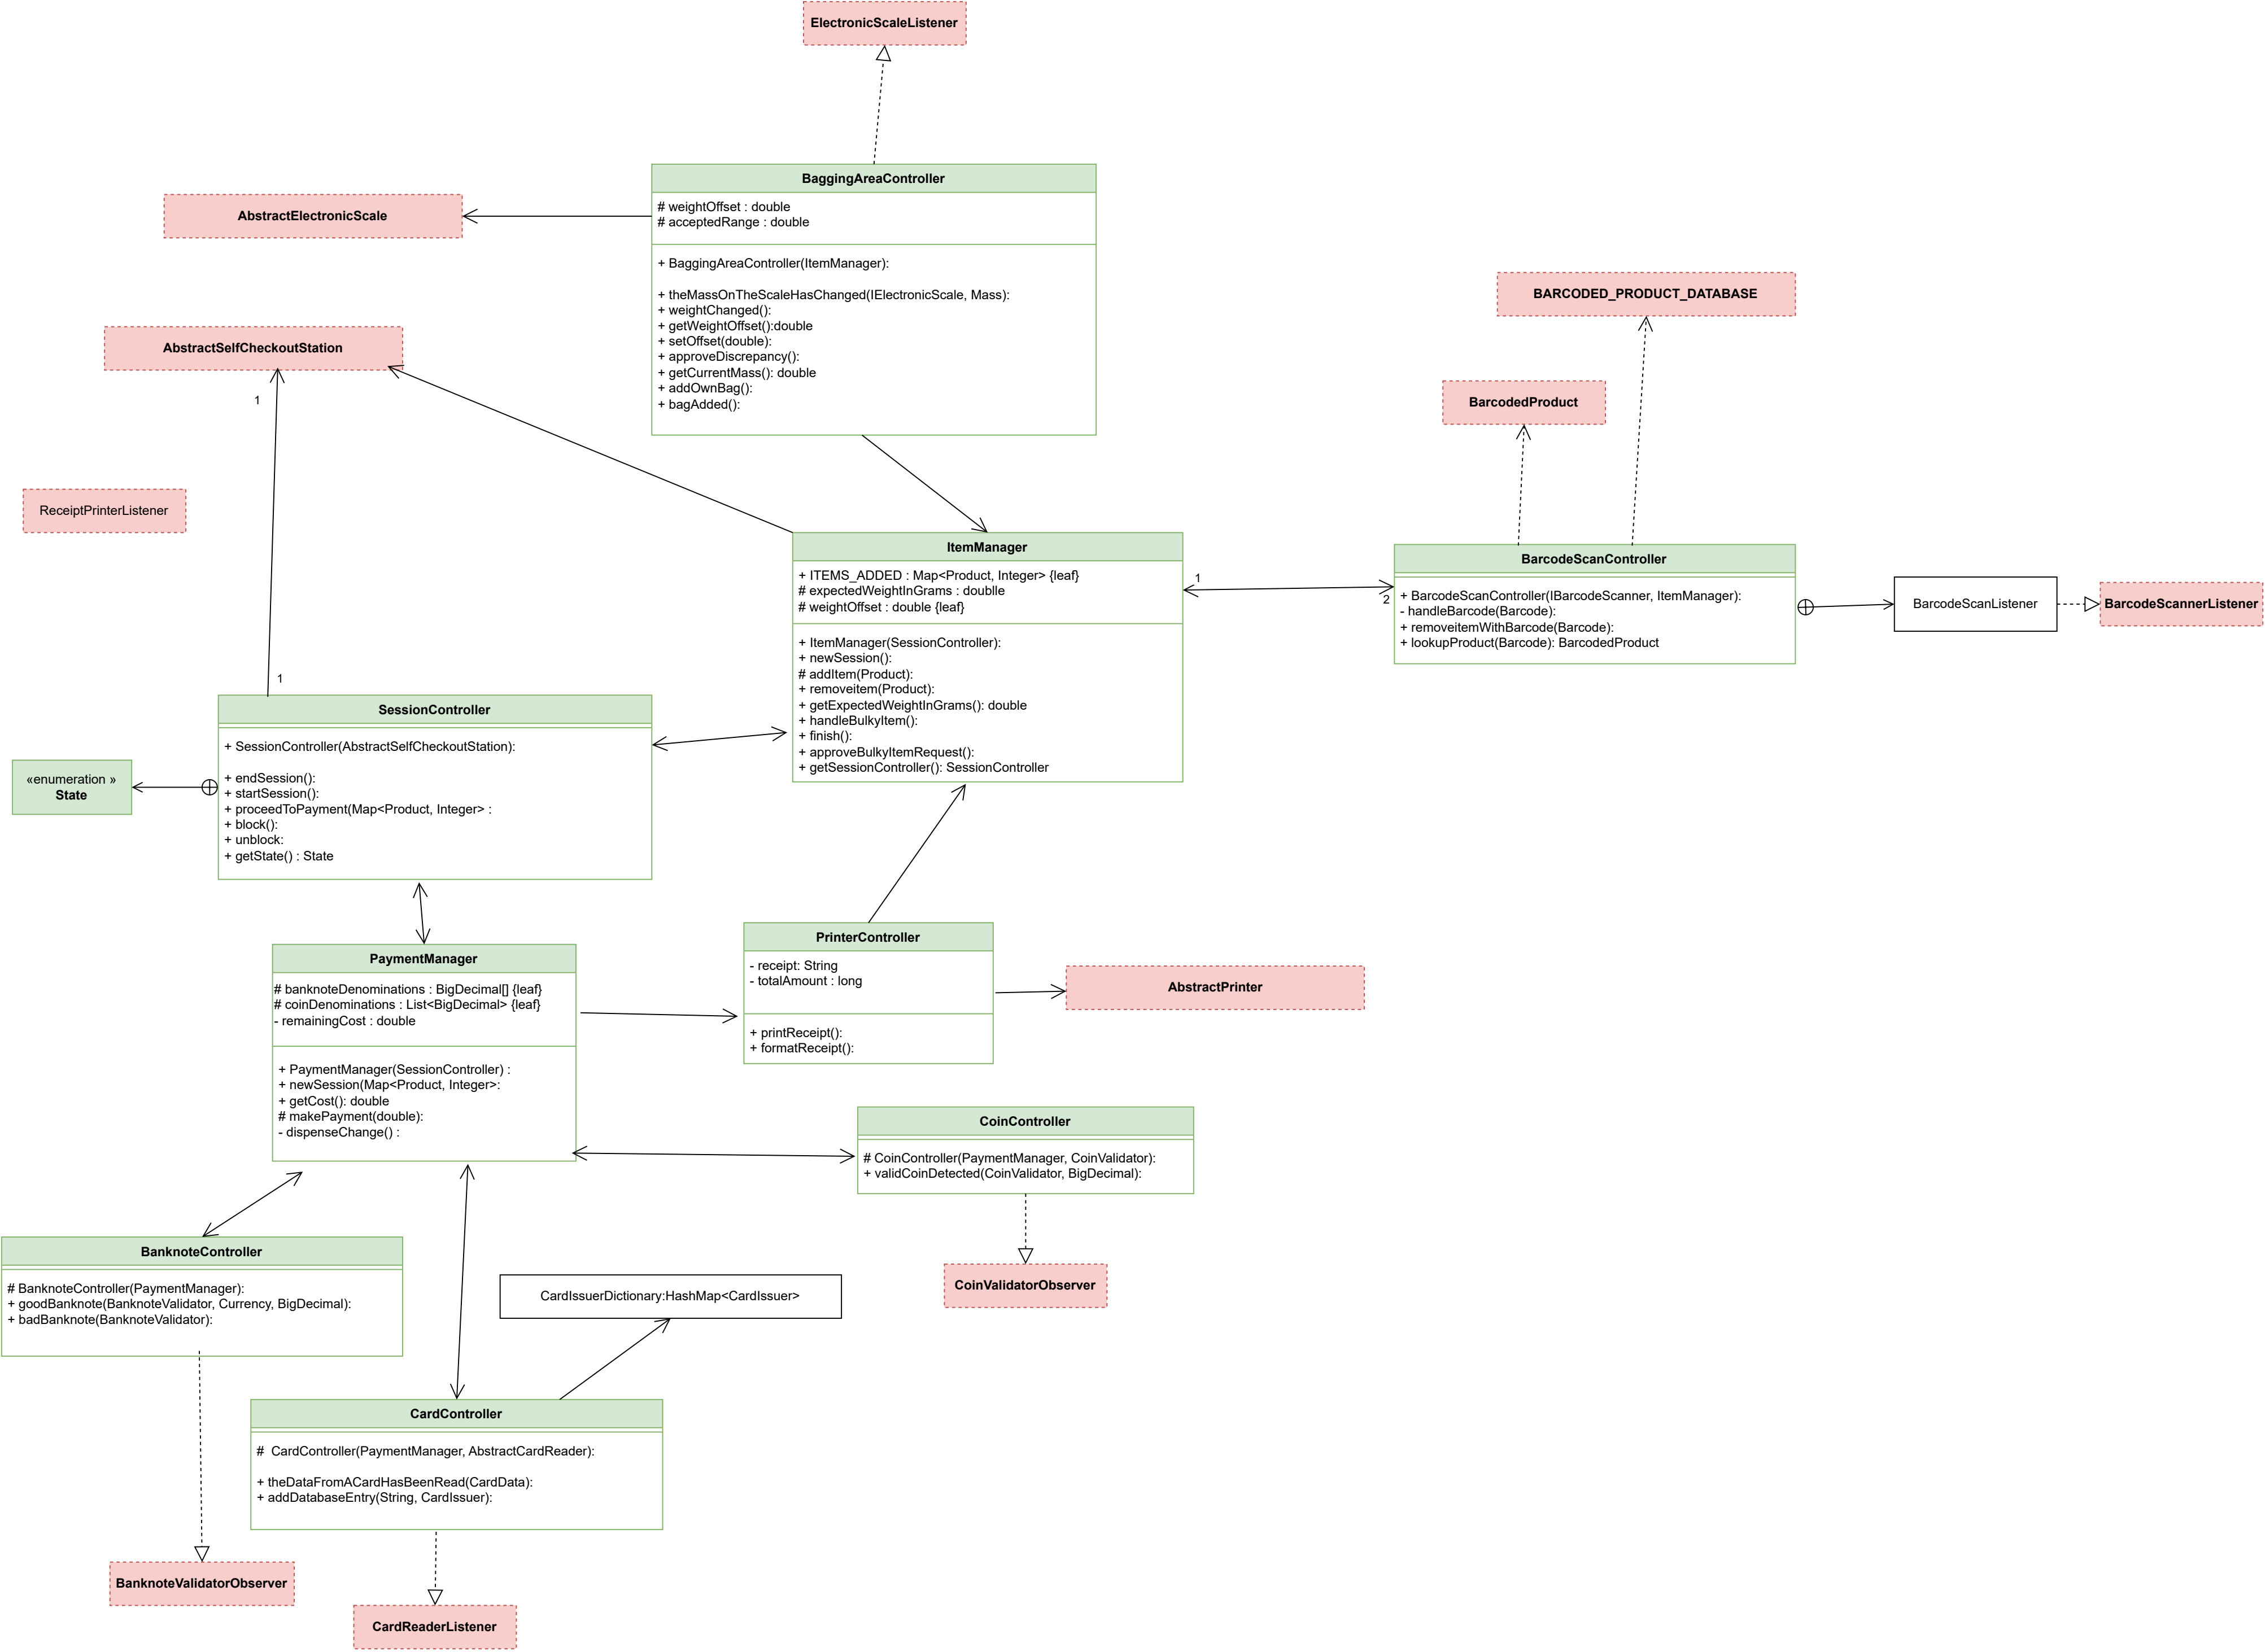 ElectronicScaleListener
BaggingAreaController
# weightOffset : double
# acceptedRange : double
+ BaggingAreaController(ItemManager):
+ theMassOnTheScaleHasChanged(IElectronicScale, Mass):
+ weightChanged():
+ getWeightOffset():double
+ setOffset(double):
+ approveDiscrepancy():
+ getCurrentMass(): double
+ addOwnBag():
+ bagAdded():
AbstractElectronicScale
BARCODED_PRODUCT_DATABASE
AbstractSelfCheckoutStation
1
BarcodedProduct
ReceiptPrinterListener
ItemManager
+ ITEMS_ADDED : Map<Product, Integer> {leaf}
# expectedWeightInGrams : doublle
# weightOffset : double {leaf}
+ ItemManager(SessionController):
+ newSession():
# addItem(Product):
+ removeitem(Product):
+ getExpectedWeightInGrams(): double
+ handleBulkyItem():
+ finish():
+ approveBulkyItemRequest():
+ getSessionController(): SessionController
1
2
BarcodeScanController
+ BarcodeScanController(IBarcodeScanner, ItemManager):
- handleBarcode(Barcode):
+ removeitemWithBarcode(Barcode):
+ lookupProduct(Barcode): BarcodedProduct
BarcodeScanListener
BarcodeScannerListener
1
SessionController
+ SessionController(AbstractSelfCheckoutStation):
+ endSession():
+ startSession():
+ proceedToPayment(Map<Product, Integer> :
+ block():
+ unblock:
+ getState() : State
«enumeration »
State
PaymentManager
# banknoteDenominations : BigDecimal[] {leaf}
# coinDenominations : List<BigDecimal> {leaf}
- remainingCost : double
+ PaymentManager(SessionController) :
+ newSession(Map<Product, Integer>:
+ getCost(): double
# makePayment(double):
- dispenseChange() :
PrinterController
- receipt: String
- totalAmount : long
+ printReceipt():
+ formatReceipt():
AbstractPrinter
CoinController
# CoinController(PaymentManager, CoinValidator):
+ validCoinDetected(CoinValidator, BigDecimal):
BanknoteController
# BanknoteController(PaymentManager):
+ goodBanknote(BanknoteValidator, Currency, BigDecimal):
+ badBanknote(BanknoteValidator):
CardIssuerDictionary:HashMap<CardIssuer>
CoinValidatorObserver
CardController
#  CardController(PaymentManager, AbstractCardReader):
+ theDataFromACardHasBeenRead(CardData):
+ addDatabaseEntry(String, CardIssuer):
BanknoteValidatorObserver
CardReaderListener